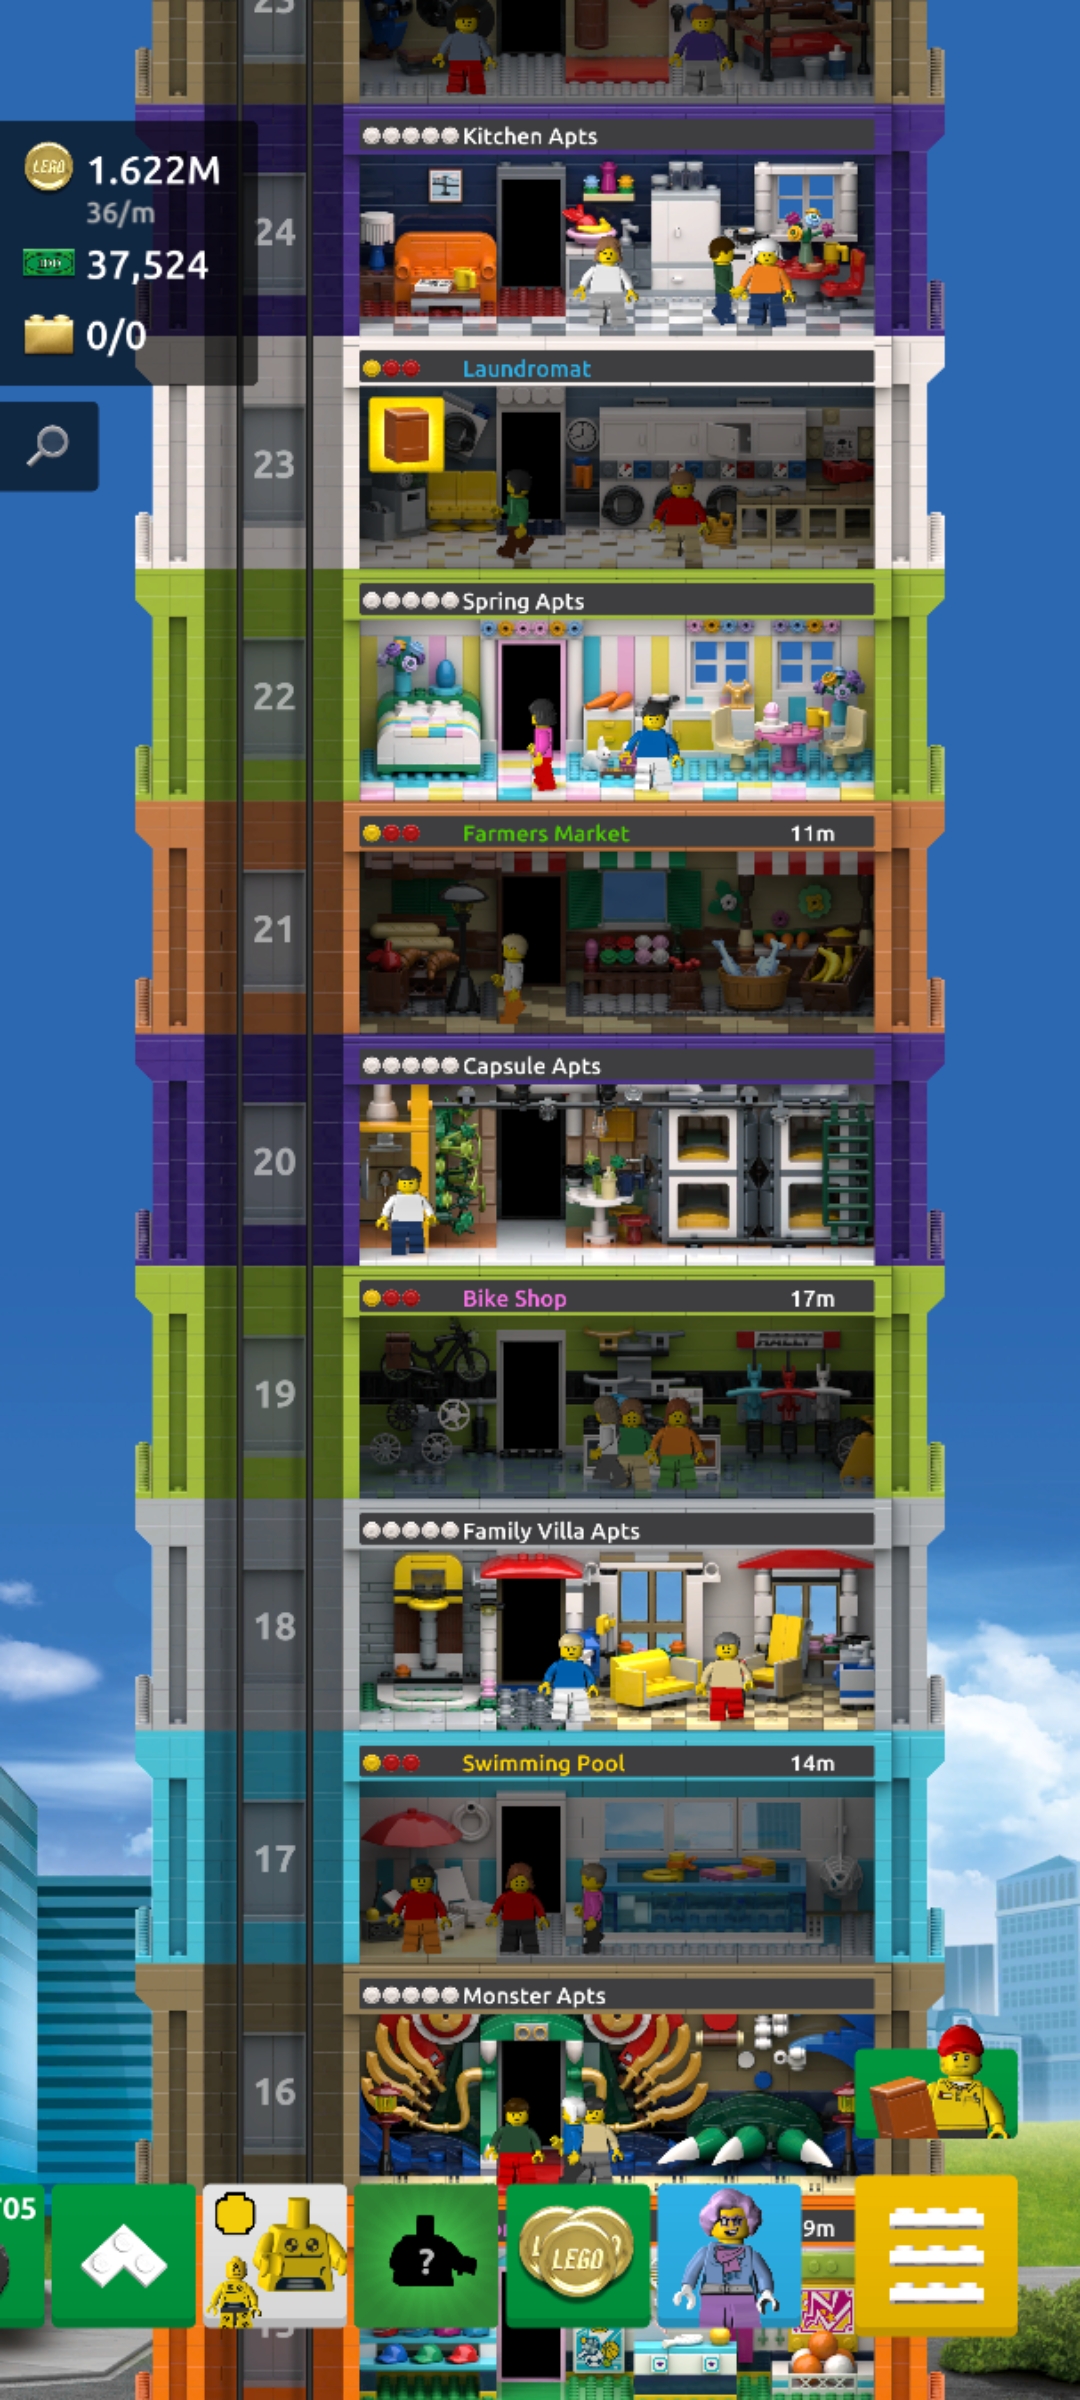 Kitchen Apts
LEGO 1.622M
36/m
24
37,524
0/0
Laundromat
23
Spring Apts
22
Farmers Market 11m
21
Capsule Apts
20
Bike Shop 17m
RALLY
19
Family Villa Apts
18
Swimming Pool 14m
17
Monster Apts
16
05
?
LEGO
9m